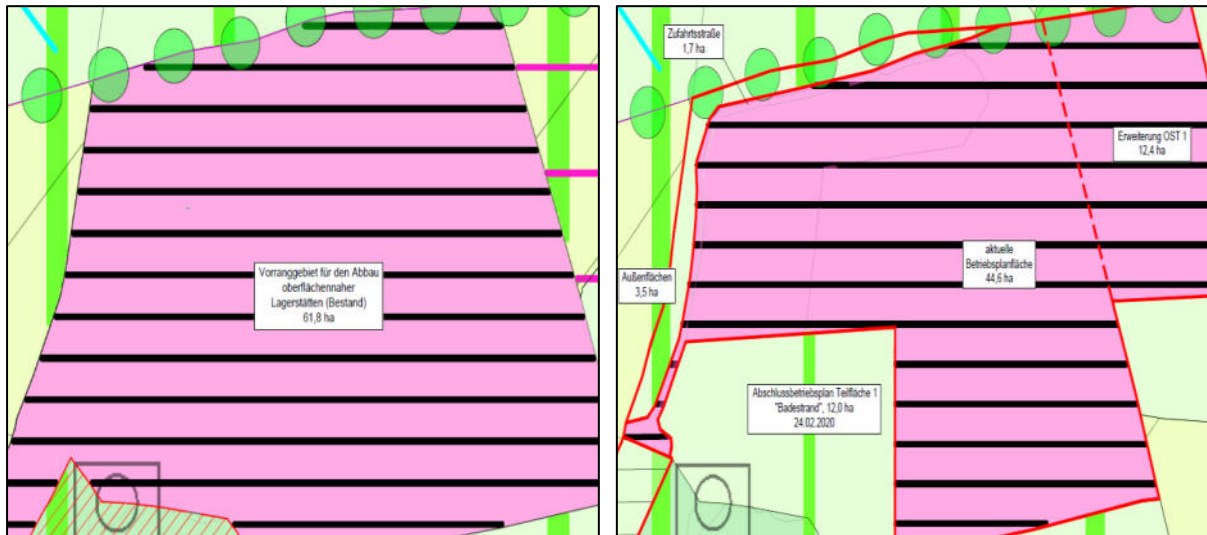 Vorranggebiet für den Abbau
oberflächennaher
Lagerstätten (Bestand)
61,8 ha
Zufahrtsstraße
1,7 ha
Erweiterung OST 1
12,4 ha
aktuelle
Betriebsplanfläche
44,6 ha
Außenflächen
3,5 ha
Abschlussbetriebsplan Teilfläche 1
"Badestrand", 12,0 ha
24.02.2020